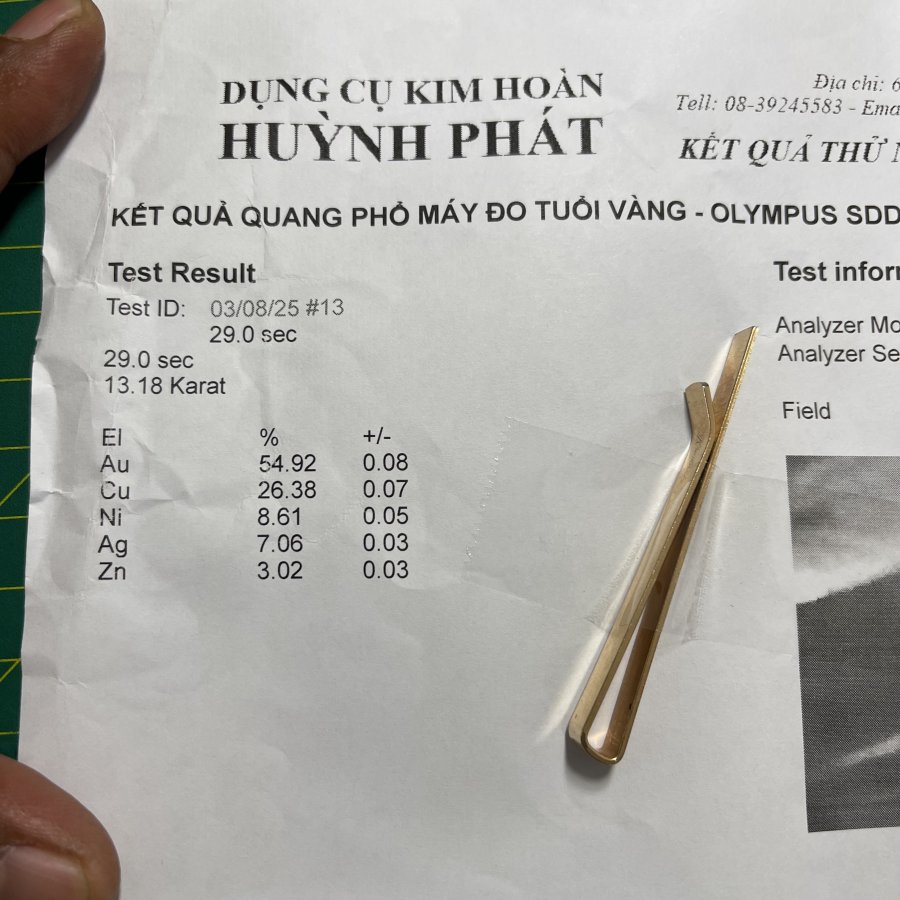 DỤNG CỤ KIM HOÀN
HUỲNH PHÁT
Địa chỉ: 6
Tell: 08-39245583 - Ema
KẾT QUẢ THỬ N
KẾT QUẢ QUANG PHỔ MÁY ĐO TUỔI VÀNG - OLYMPUS SDD
Test Result
Test ID: 03/08/25 #13
29.0 sec
29.0 sec
13.18 Karat
El % +/-
Au 54.92 0.08
Cu 26.38 0.07
Ni 8.61 0.05
Ag 7.06 0.03
Zn 3.02 0.03
Test infor
Analyzer Mo
Analyzer Se
Field